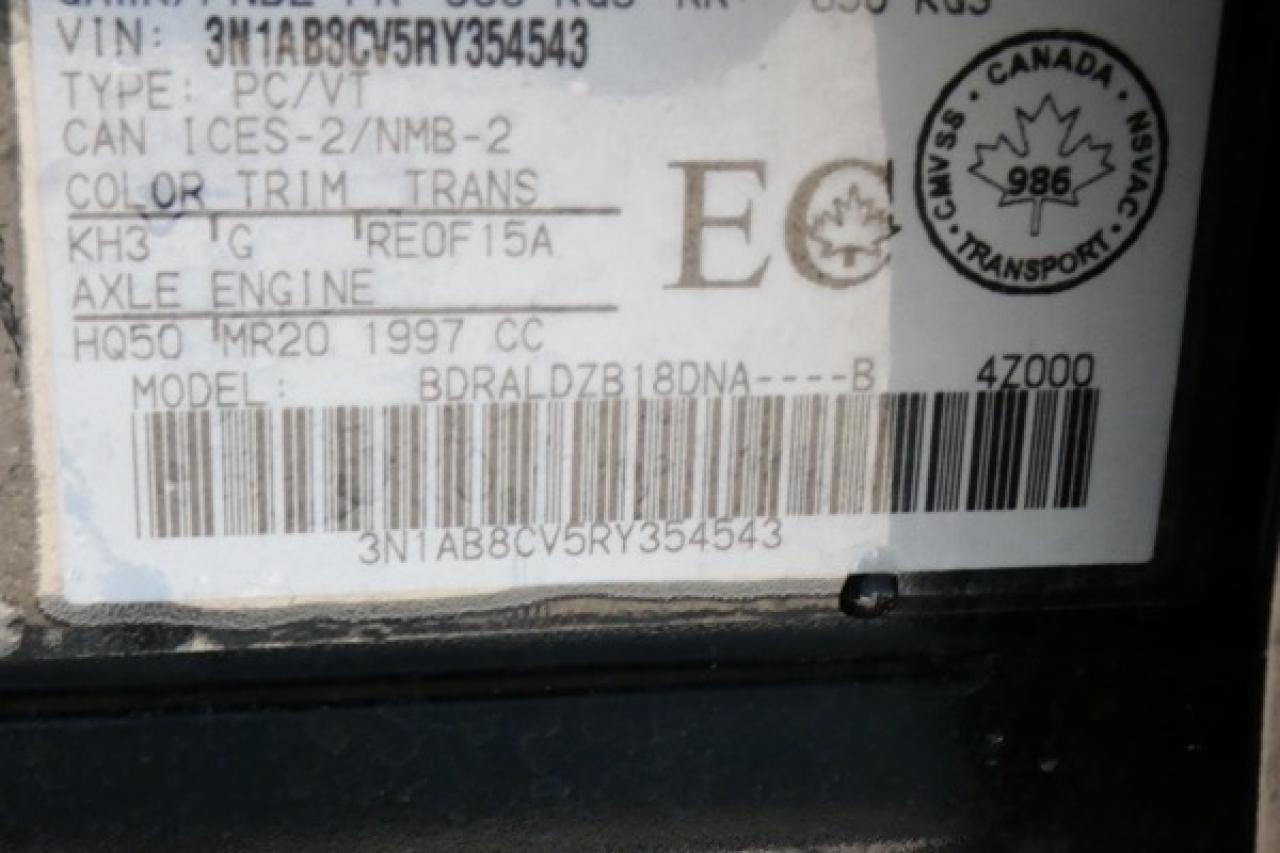 VIN: 3N1AB8CV5RY354543
TYPE: PC/VT
CAN ICES-2/NMB-2
COLOR TRIM TRANS
KH3 G RE0F15A
AXLE ENGINE
HQ50 MR20 1997 CC
EC
CMVSS · CANADA · NSVAC · TRANSPORT ·
986
MODEL: BDRALDZB18DNA----B 4Z000
3N1AB8CV5RY354543